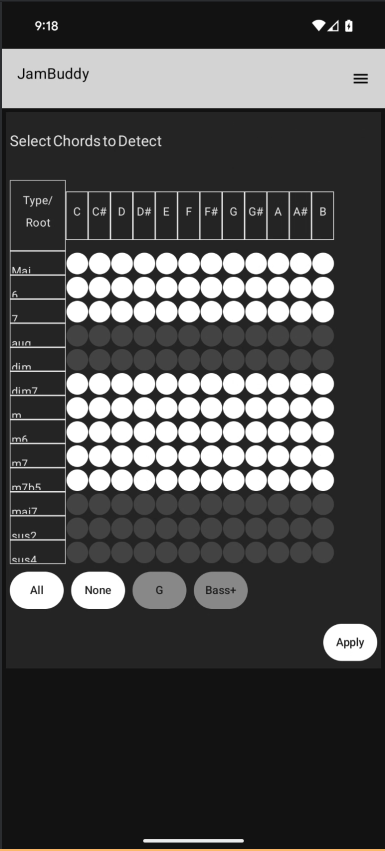 9:18
JamBuddy
Select Chords to Detect
Type/
Root
C C# D D# E F F# G G# A A# B
Maj
6
7
aug
dim
dim7
m
m6
m7
m7b5
maj7
sus2
sus4
All None G Bass+
Apply